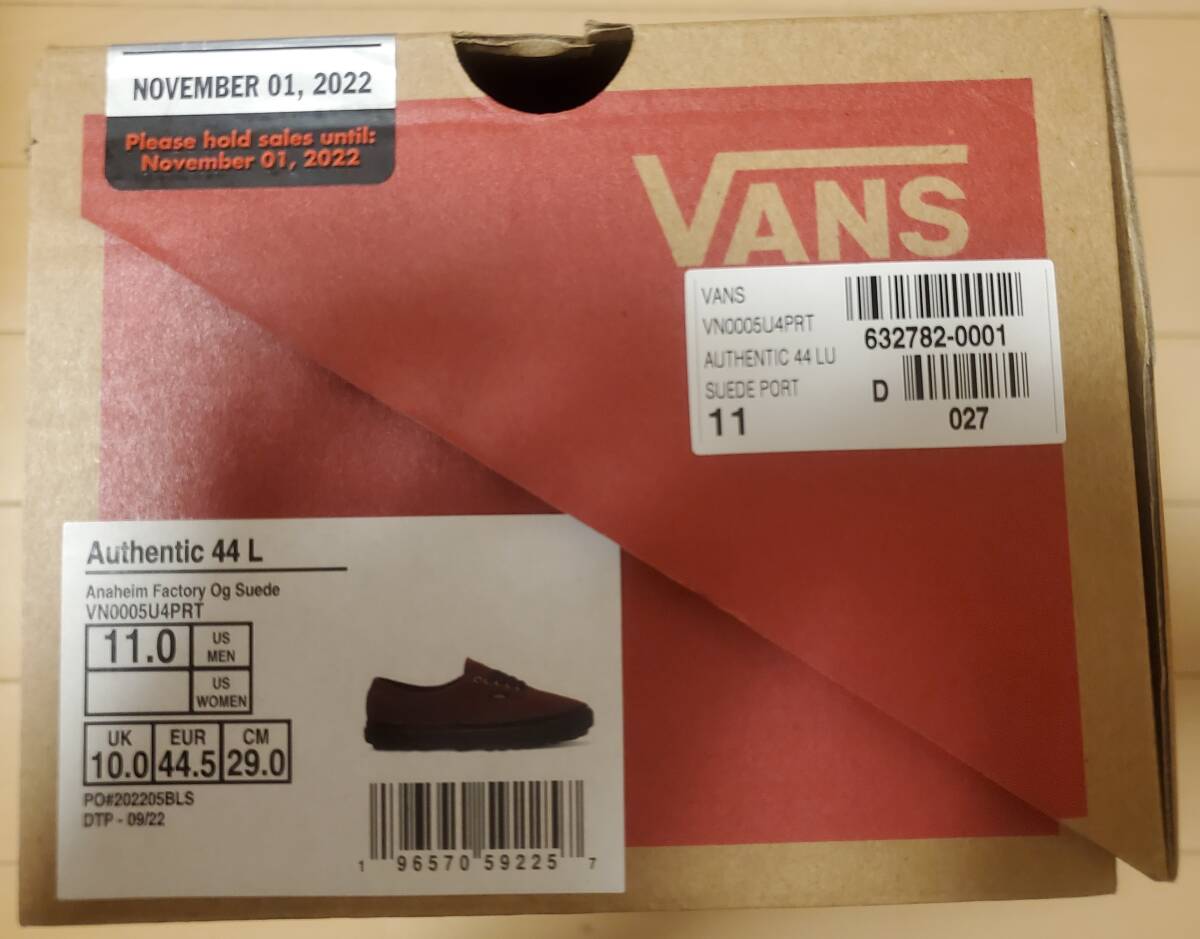 NOVEMBER 01, 2022
Please hold sales until:
November 01, 2022
VANS
VANS
VN0005U4PRT
AUTHENTIC 44 LU
SUEDE PORT
11
632782-0001
D
027
Authentic 44 L
Anaheim Factory Og Suede
VN0005U4PRT
11.0 US MEN
US WOMEN
UK EUR CM
10.0 44.5 29.0
PO#202205BLS
DTP - 09/22
1 96570 59225 7